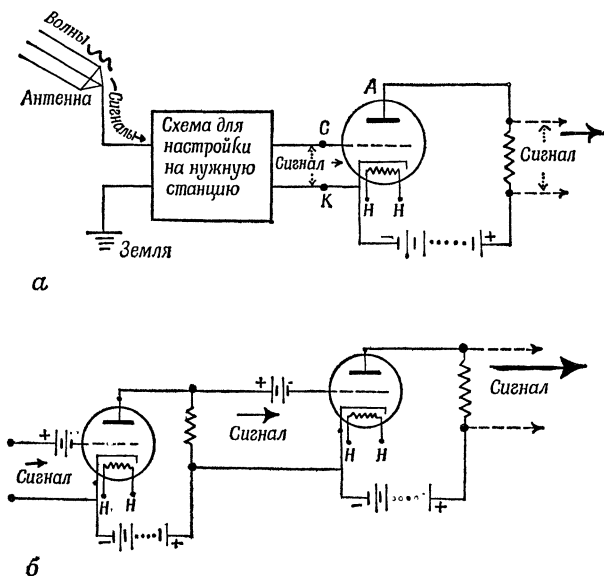 Волны
Сигналы
Антенна
Схема для
настройки
на нужную
станцию
С
Сигнал
К
А
Н Н
- +
Сигнал
Земля
а
+
Сигнал
Н Н
- +
+ -
Сигнал
Н Н
- +
Сигнал
б